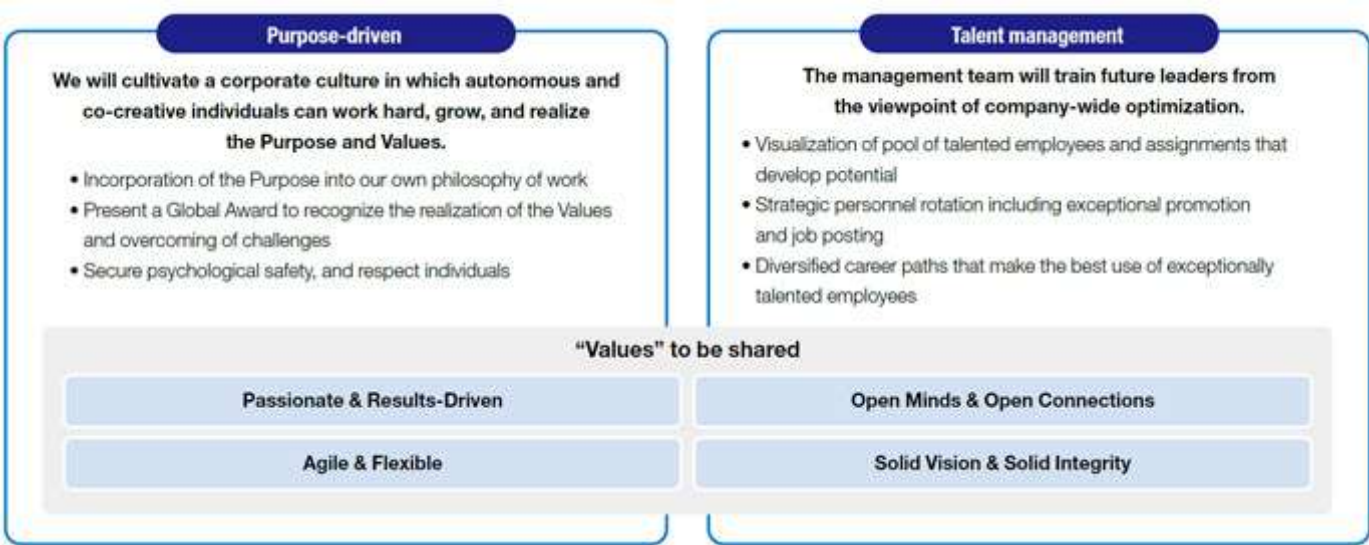 Purpose-driven
We will cultivate a corporate culture in which autonomous and
co-creative individuals can work hard, grow, and realize
the Purpose and Values.
• Incorporation of the Purpose into our own philosophy of work
• Present a Global Award to recognize the realization of the Values
and overcoming of challenges
• Secure psychological safety, and respect individuals
Talent management
The management team will train future leaders from
the viewpoint of company-wide optimization.
• Visualization of pool of talented employees and assignments that
develop potential
• Strategic personnel rotation including exceptional promotion
and job posting
• Diversified career paths that make the best use of exceptionally
talented employees
“Values” to be shared
Passionate & Results-Driven
Open Minds & Open Connections
Agile & Flexible
Solid Vision & Solid Integrity